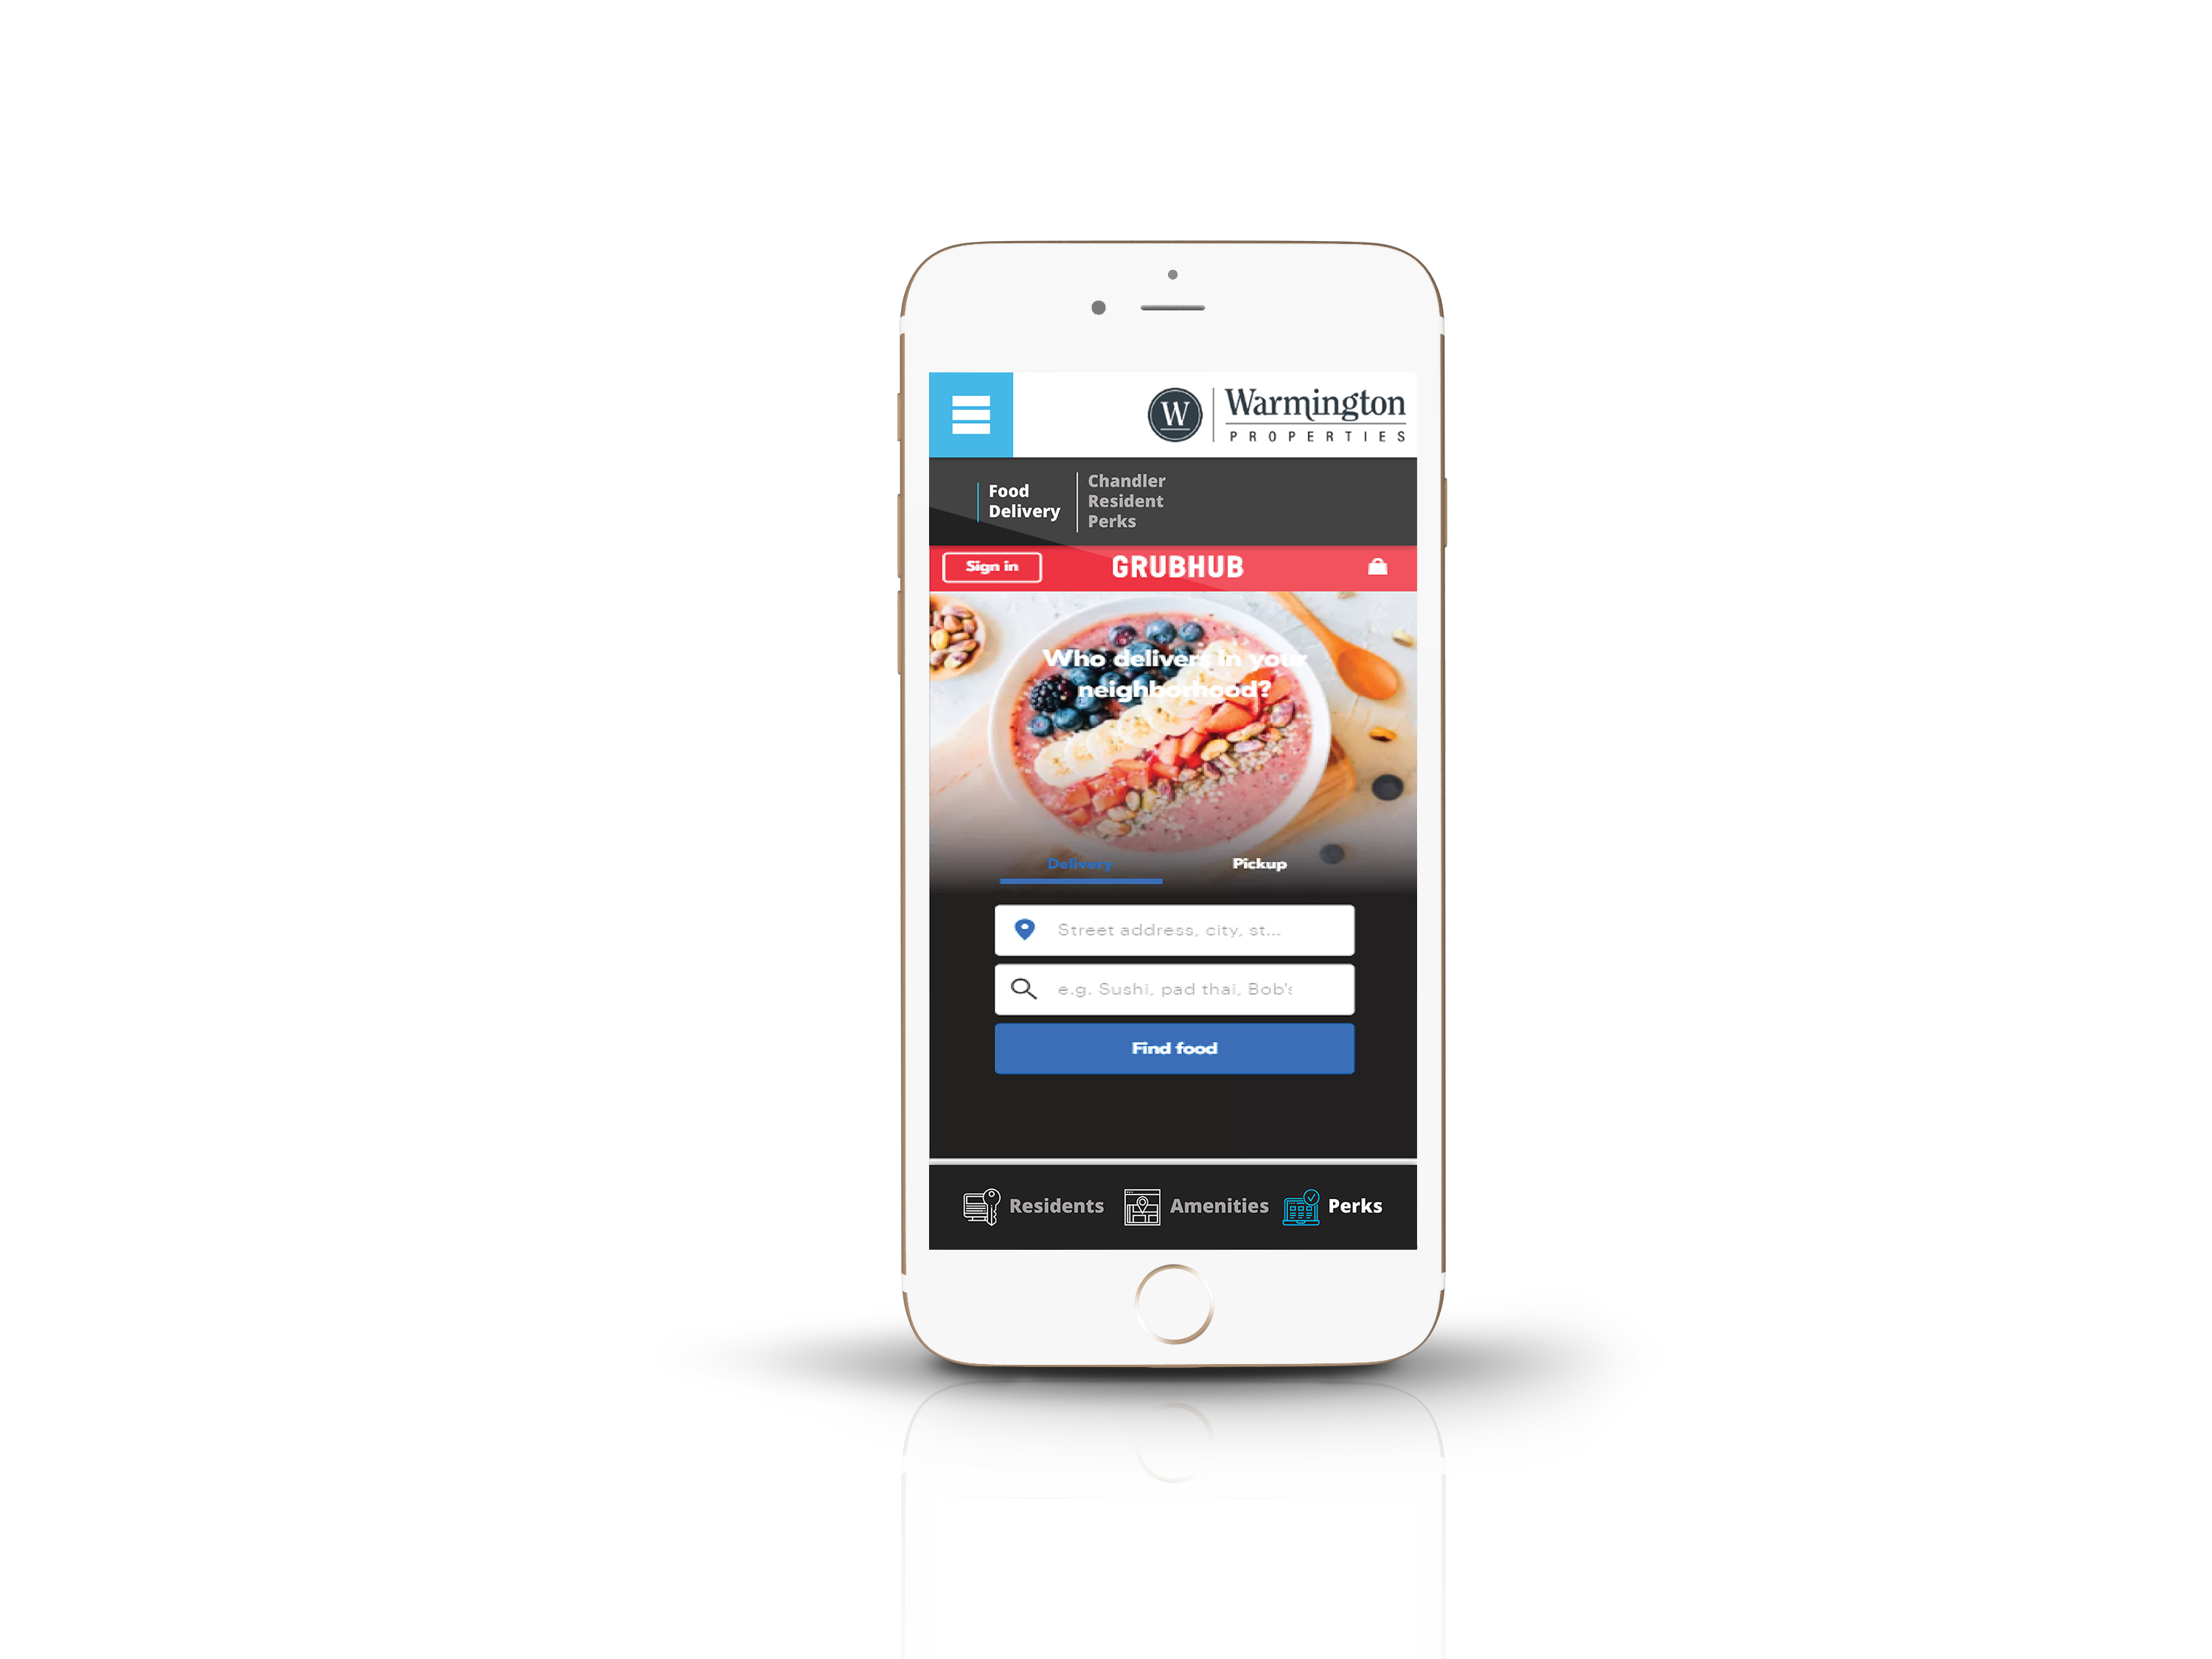 W
Warmington
PROPERTIES
Food
Delivery
Chandler
Resident
Perks
Sign in
GRUBHUB
Who delivers in your
neighborhood?
Delivery
Pickup
Street address, city, st...
e.g. Sushi, pad thai, Bob's
Find food
Residents
Amenities
Perks